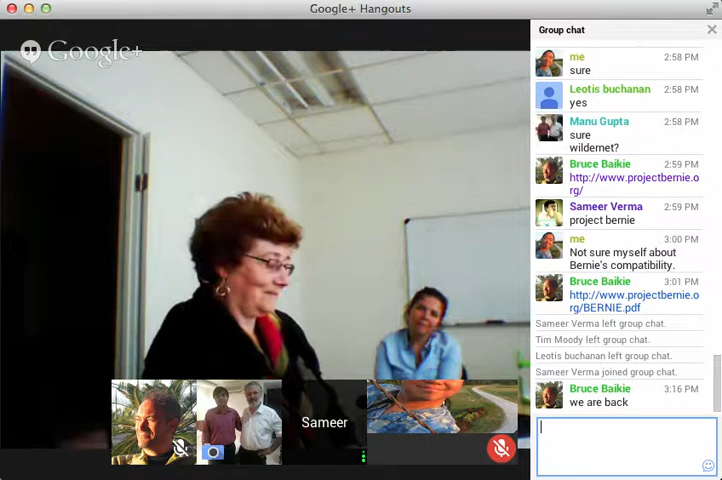 Google+ Hangouts
Google+
Group chat
me 2:58 PM
sure
Leotis buchanan 2:58 PM
yes
Manu Gupta 2:58 PM
sure
wildernet?
Bruce Baikie 2:59 PM
http://www.projectbernie.o
rg/
Sameer Verma 2:59 PM
project bernie
me 3:00 PM
Not sure myself about
Bernie's compatibility.
Bruce Baikie 3:01 PM
http://www.projectbernie.o
rg/BERNIE.pdf
Sameer Verma left group chat.
Tim Moody left group chat.
Leotis buchanan left group chat.
Sameer Verma joined group chat.
Bruce Baikie 3:16 PM
we are back
Sameer